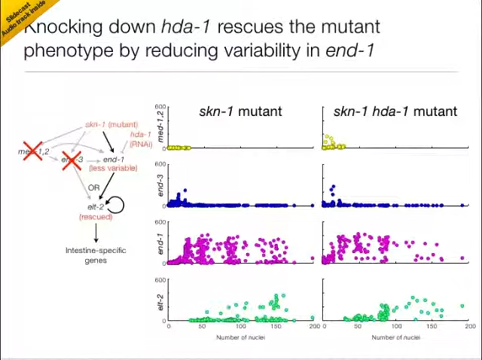 Slidecast
Audio track inside
Knocking down hda-1 rescues the mutant
phenotype by reducing variability in end-1
skn-1 (mutant)
hda-1
(RNAi)
med-1,2
end-3
end-1
(less variable)
OR
elt-2
(rescued)
Intestine-specific
genes
skn-1 mutant
skn-1 hda-1 mutant
med-1,2
600
0
end-3
600
0
end-1
600
0
elt-2
600
0
0 50 100 150 200
0 50 100 150 200
Number of nuclei
Number of nuclei